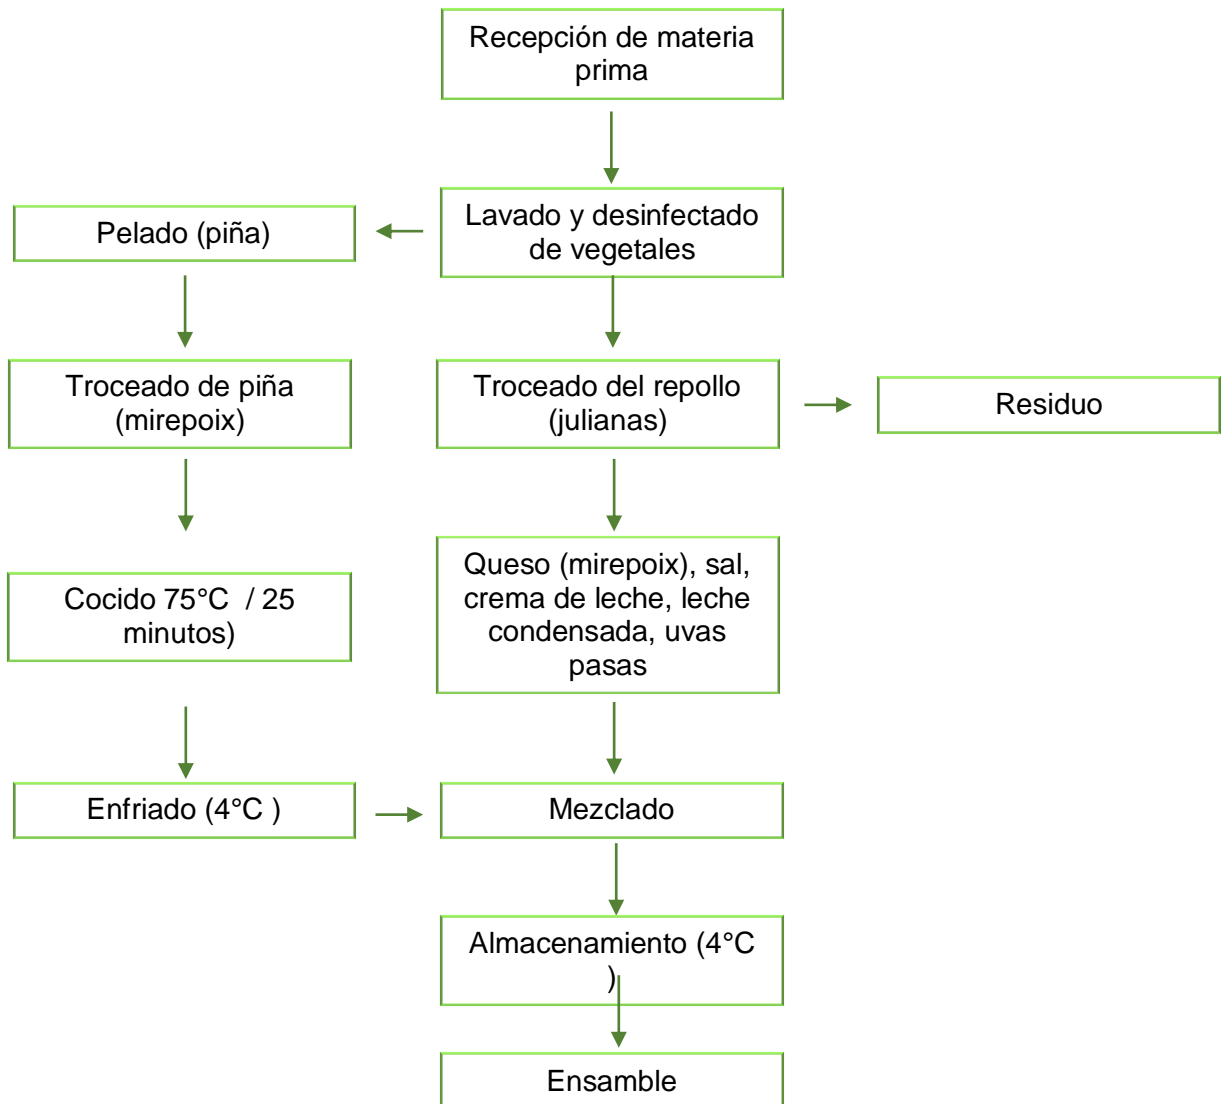 Recepción de materia
prima
Lavado y desinfectado
de vegetales
Pelado (piña)
Troceado de piña
(mirepoix)
Troceado del repollo
(julianas)
Residuo
Cocido 75°C  / 25
minutos)
Queso (mirepoix), sal,
crema de leche, leche
condensada, uvas
pasas
Enfriado (4°C )
Mezclado
Almacenamiento (4°C
)
Ensamble